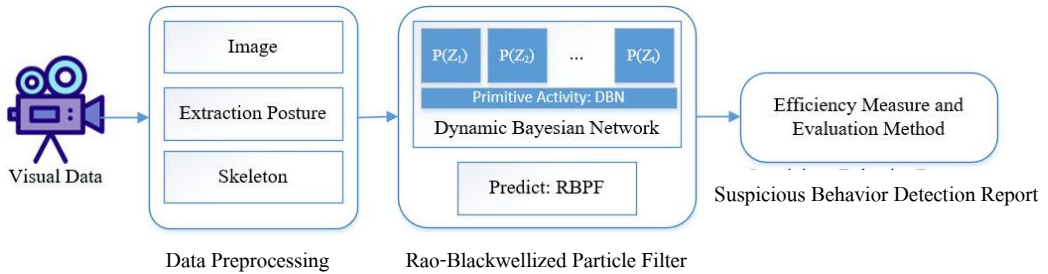 Visual Data
Image
Extraction Posture
Skeleton
Data Preprocessing
P(Z₁) P(Z₂) ... P(Zₜ)
Primitive Activity: DBN
Dynamic Bayesian Network
Predict: RBPF
Rao-Blackwellized Particle Filter
Efficiency Measure and
Evaluation Method
Suspicious Behavior Detection Report